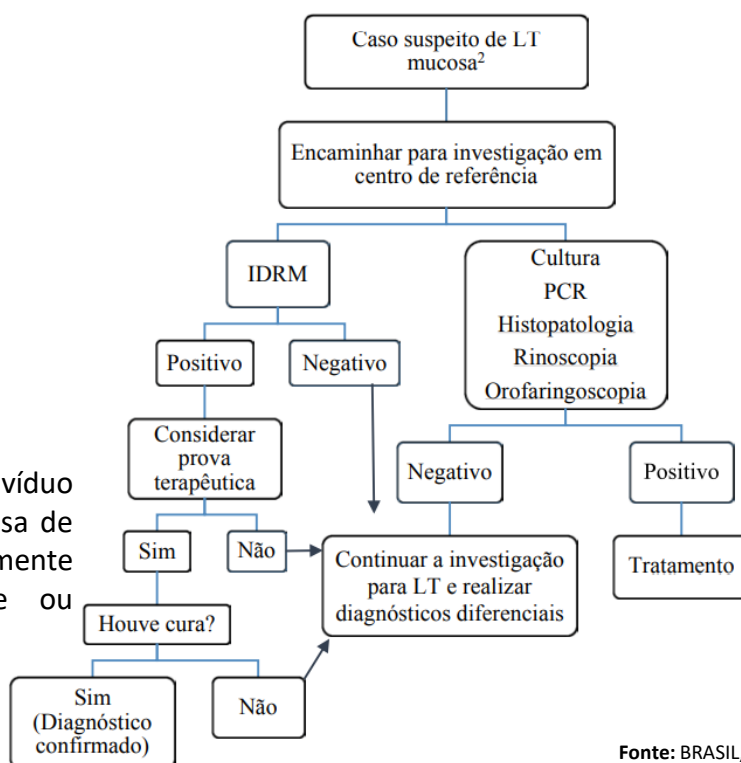 Caso suspeito de LT
mucosa²
Encaminhar para investigação em
centro de referência
IDRM
Cultura
PCR
Histopatologia
Rinoscopia
Orofaringoscopia
Positivo
Negativo
Considerar
prova
terapêutica
Negativo
Positivo
Sim
Não
Continuar a investigação
para LT e realizar
diagnósticos diferenciais
Tratamento
Houve cura?
Sim
(Diagnóstico
confirmado)
Não
víduo
sa de
mente
e ou
Fonte: BRASIL,